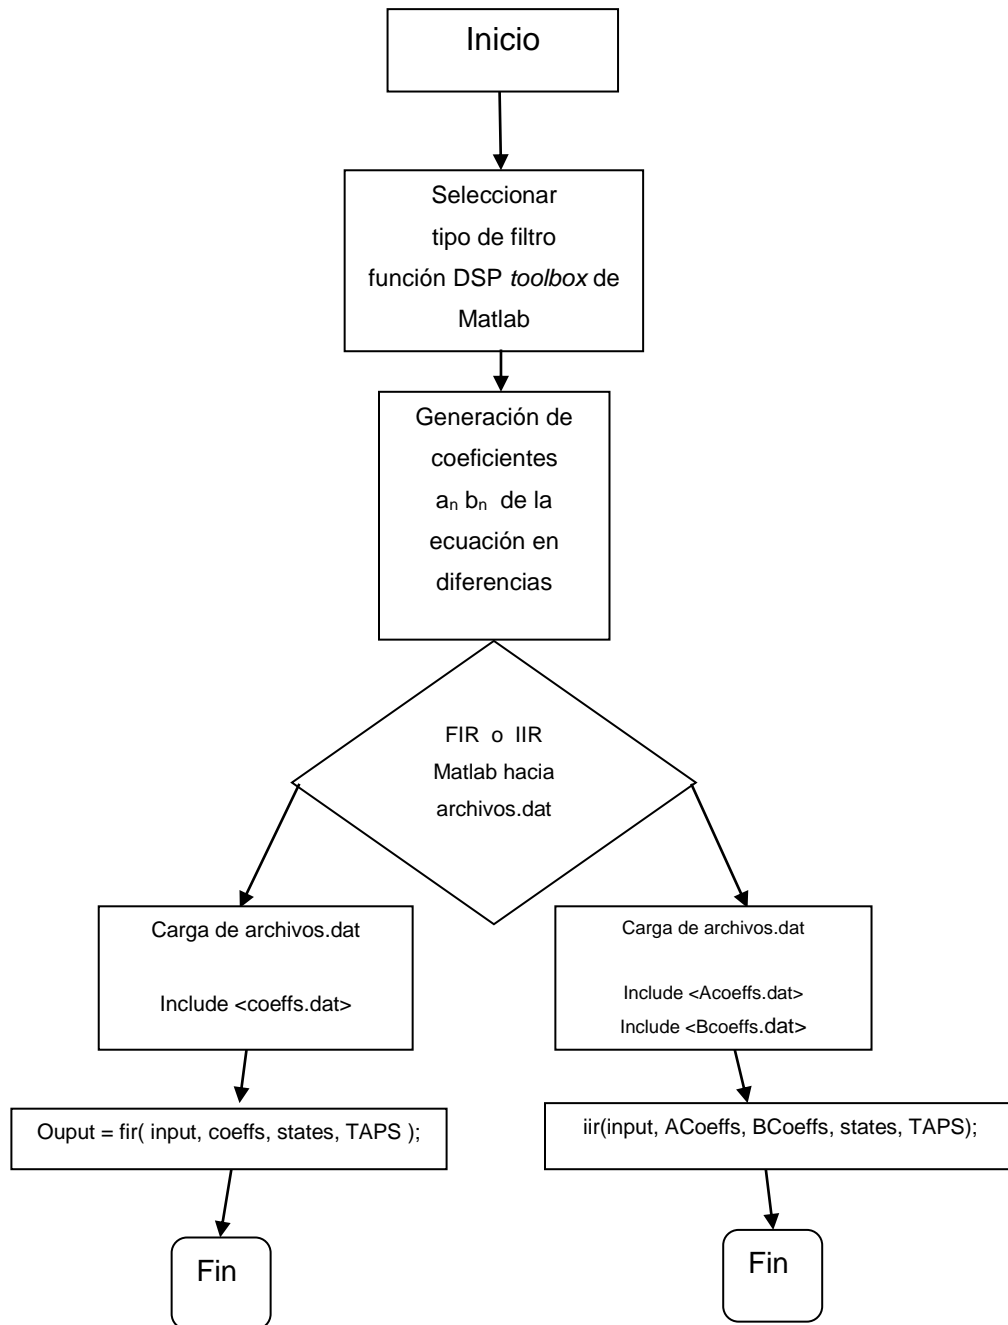 Inicio
Seleccionar
tipo de filtro
función DSP toolbox de
Matlab
Generación de
coeficientes
aₙ bₙ de la
ecuación en
diferencias
FIR o IIR
Matlab hacia
archivos.dat
Carga de archivos.dat
Include <coeffs.dat>
Ouput = fir( input, coeffs, states, TAPS );
Fin
Carga de archivos.dat
Include <Acoeffs.dat>
Include <Bcoeffs.dat>
iir(input, ACoeffs, BCoeffs, states, TAPS);
Fin